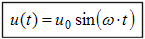 u(t) = u₀ sin(ω·t)